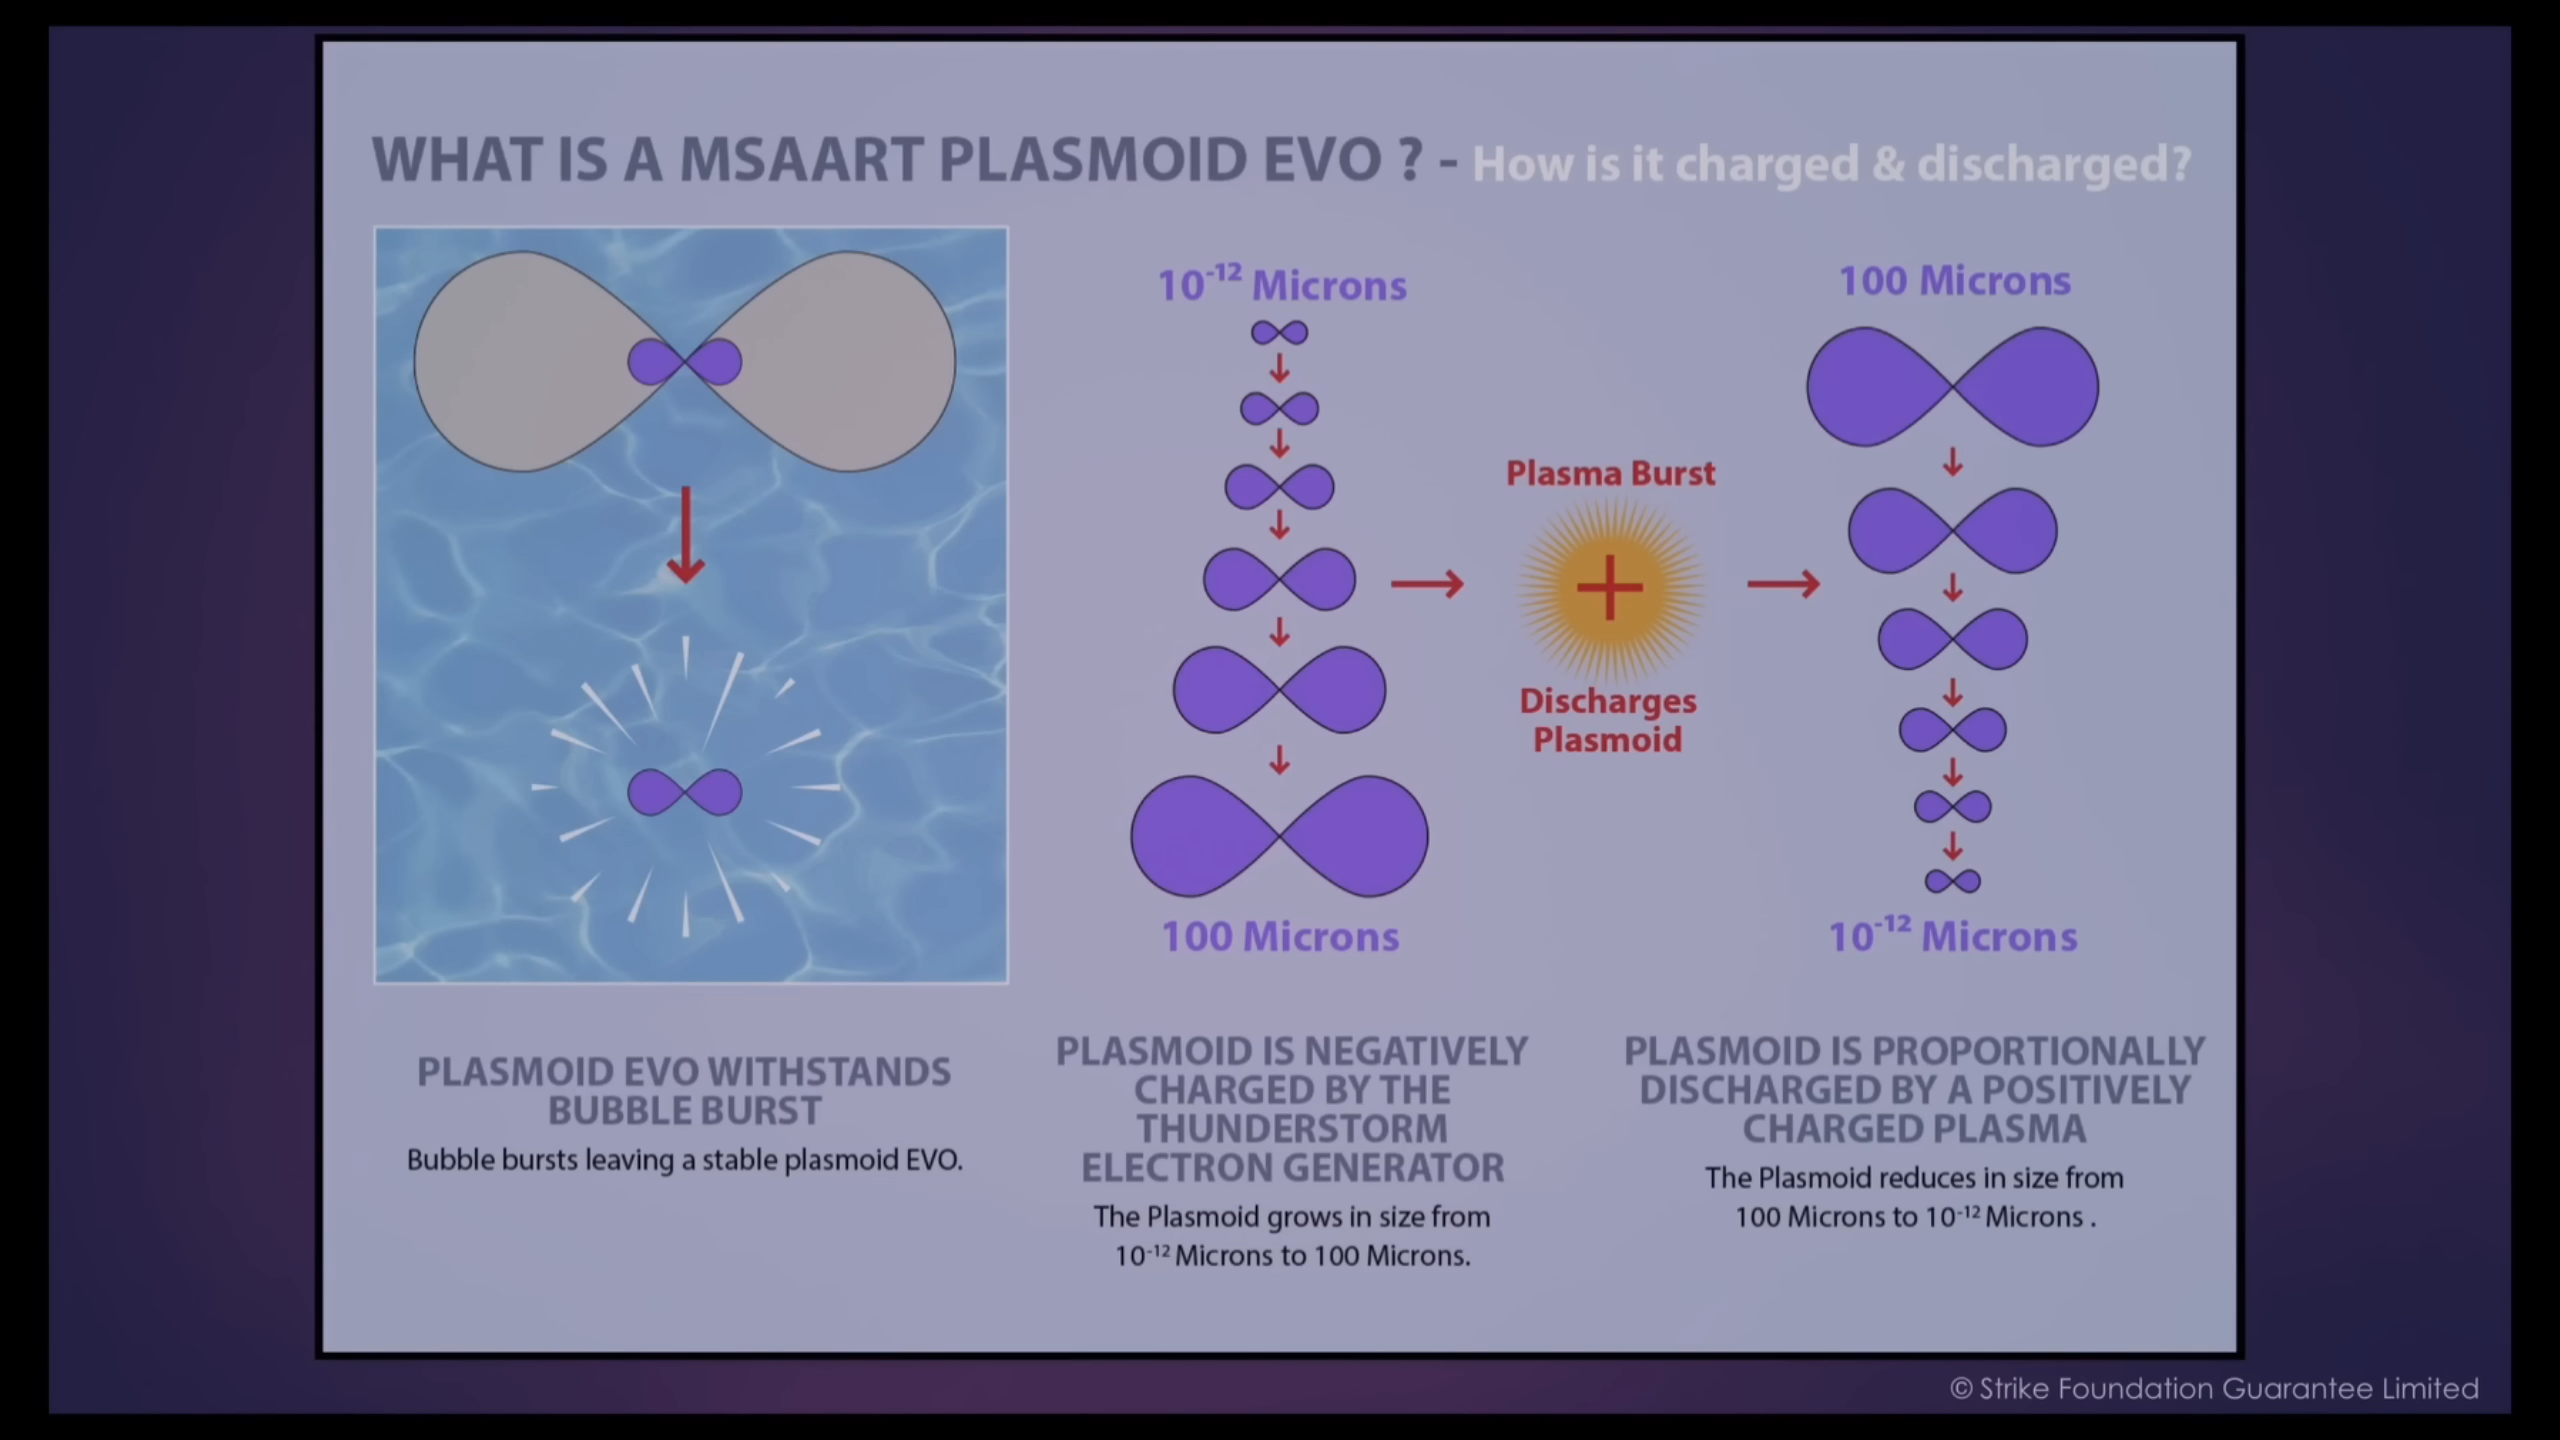 WHAT IS A MSAART PLASMOID EVO ? - How is it charged & discharged?
10⁻¹² Microns
100 Microns
Plasma Burst
+
Discharges
Plasmoid
100 Microns
10⁻¹² Microns
PLASMOID EVO WITHSTANDS
BUBBLE BURST
Bubble bursts leaving a stable plasmoid EVO.
PLASMOID IS NEGATIVELY
CHARGED BY THE
THUNDERSTORM
ELECTRON GENERATOR
The Plasmoid grows in size from
10⁻¹² Microns to 100 Microns.
PLASMOID IS PROPORTIONALLY
DISCHARGED BY A POSITIVELY
CHARGED PLASMA
The Plasmoid reduces in size from
100 Microns to 10⁻¹² Microns .
© Strike Foundation Guarantee Limited